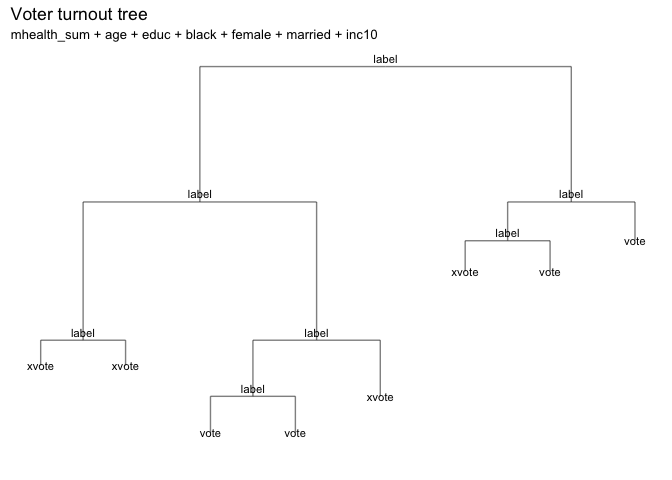 Voter turnout tree
mhealth_sum + age + educ + black + female + married + inc10
label
label label
label vote
xvote vote
label label
xvote xvote
label xvote
vote vote